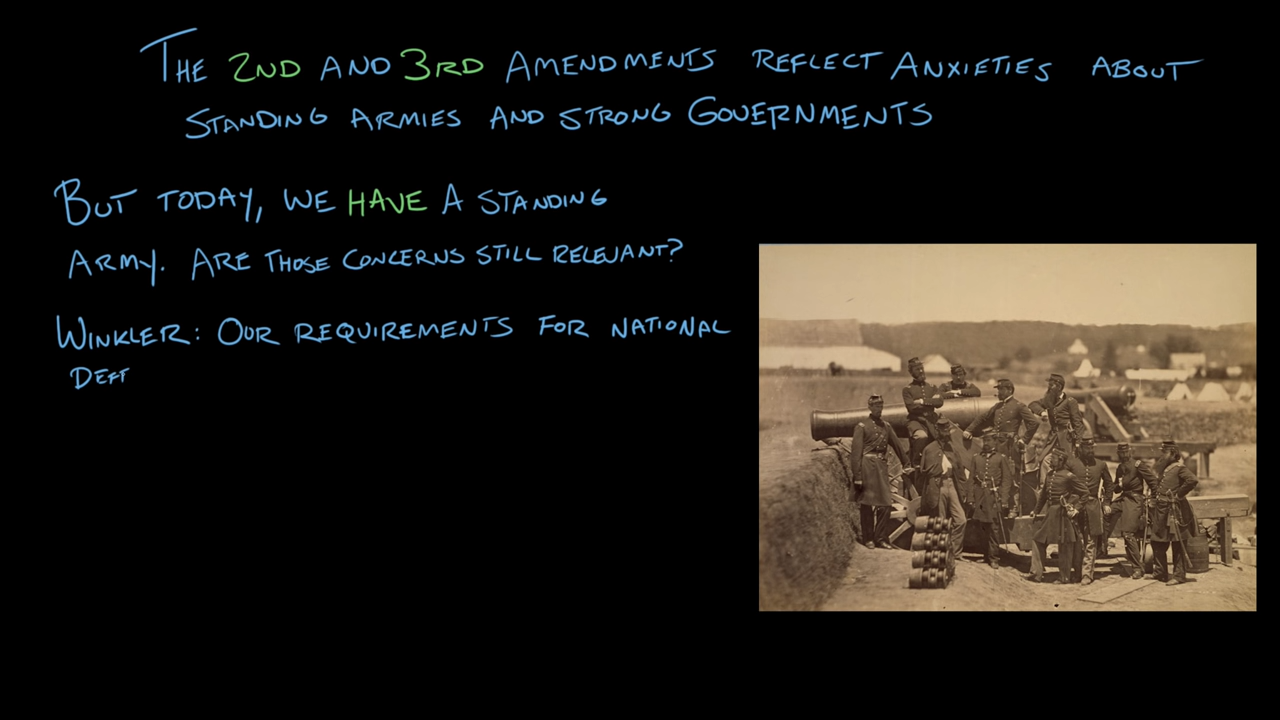 THE 2ND AND 3RD AMENDMENTS REFLECT ANXIETIES ABOUT
STANDING ARMIES AND STRONG GOVERNMENTS
BUT TODAY, WE HAVE A STANDING
ARMY. ARE THOSE CONCERNS STILL RELEVANT?
WINKLER: OUR REQUIREMENTS FOR NATIONAL
DEFF